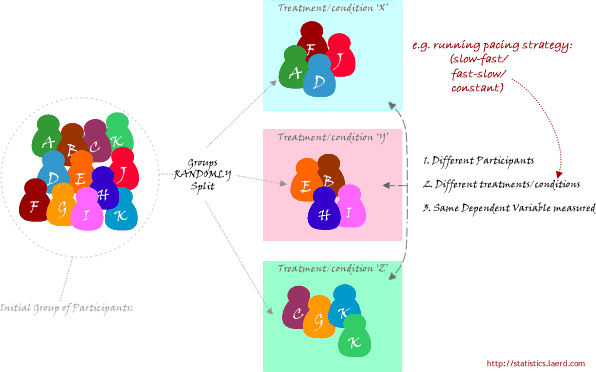 Treatment/condition 'X'
F
J
A
D
e.g. running pacing strategy:
(slow-fast/
fast-slow/
constant)
A
B
C
K
D
E
J
F
G
H
I
K
Groups
RANDOMLY
Split
Treatment/condition 'Y'
E
B
H
I
1. Different Participants
2. Different treatments/conditions
3. Same Dependent Variable measured
Treatment/condition 'Z'
C
G
K
K
Initial Group of Participants:
http://statistics.laerd.com